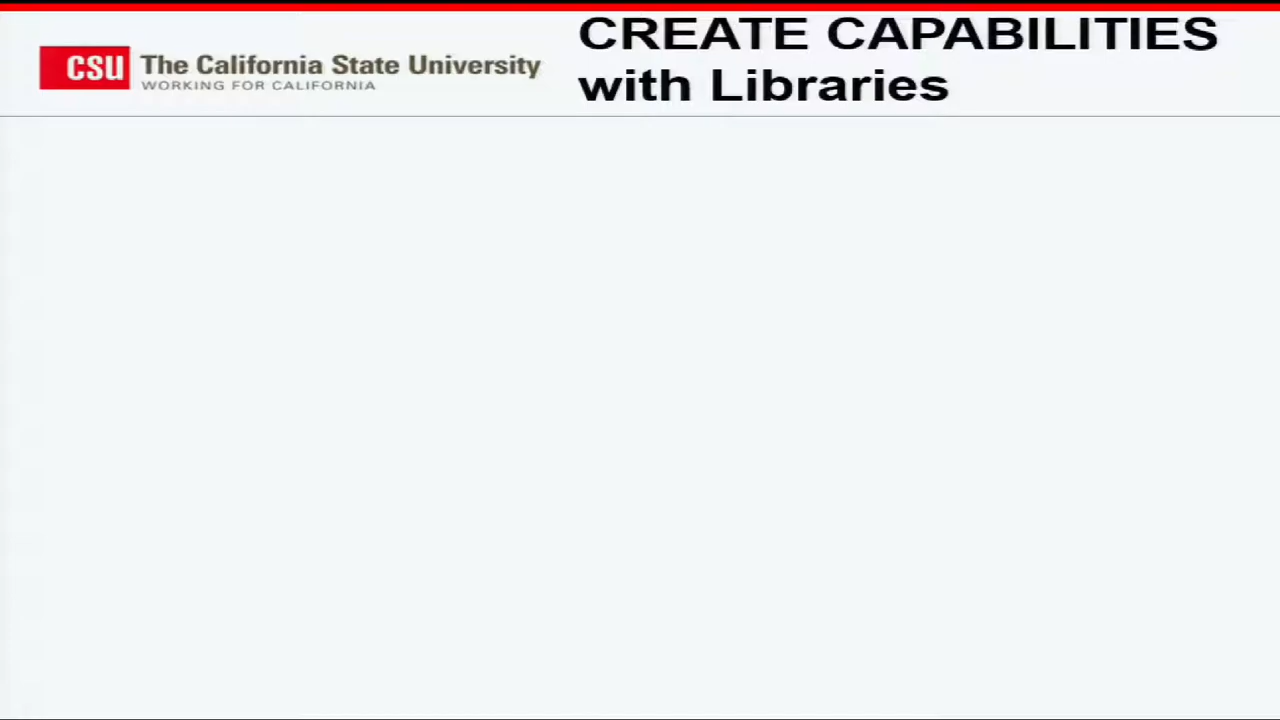 CREATE CAPABILITIES
with Libraries
CSU The California State University
WORKING FOR CALIFORNIA